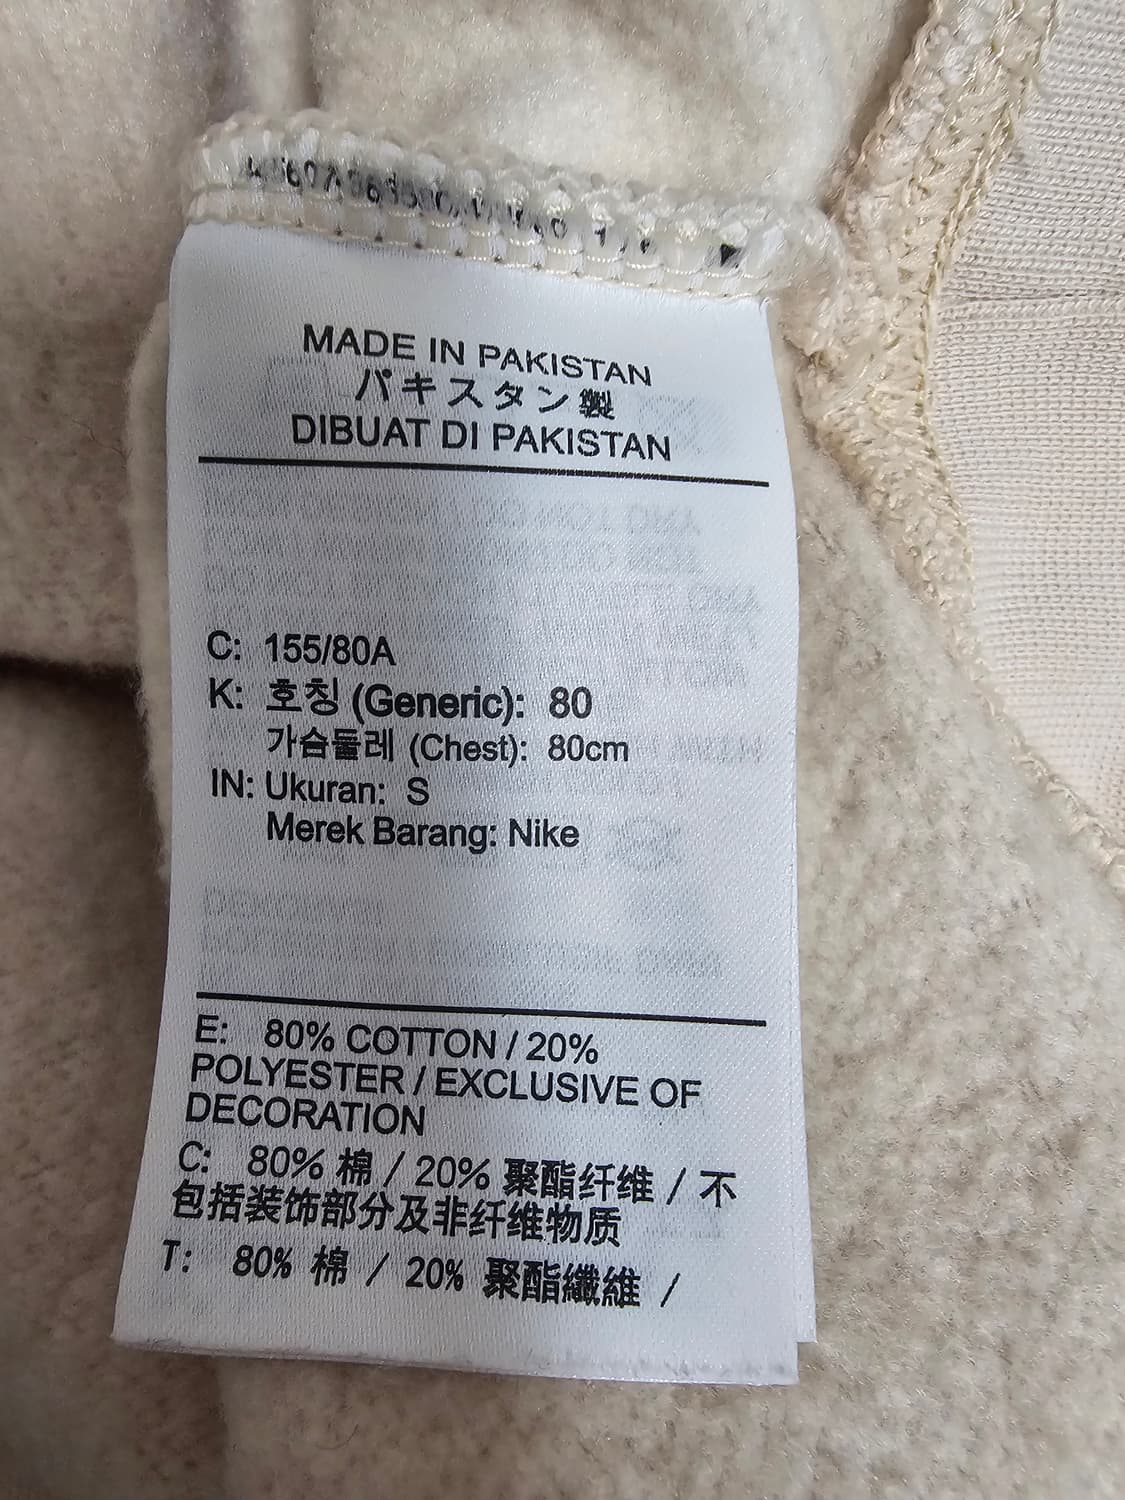 MADE IN PAKISTAN
パキスタン製
DIBUAT DI PAKISTAN
C: 155/80A
K: 호칭 (Generic): 80
가슴둘레 (Chest): 80cm
IN: Ukuran: S
Merek Barang: Nike
E: 80% COTTON / 20%
POLYESTER / EXCLUSIVE OF
DECORATION
C: 80% 棉 / 20% 聚酯纤维 / 不
包括装饰部分及非纤维物质
T: 80% 棉 / 20% 聚酯纖維 /